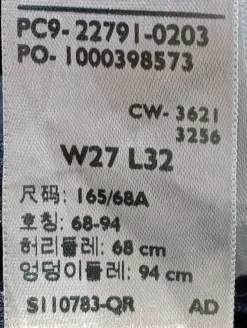 PC9-22791-0203
PO-1000398573
CW-3621
3256
W27 L32
尺码: 165/68A
호칭: 68-94
허리둘레: 68 cm
엉덩이둘레: 94 cm
S110783-QR AD